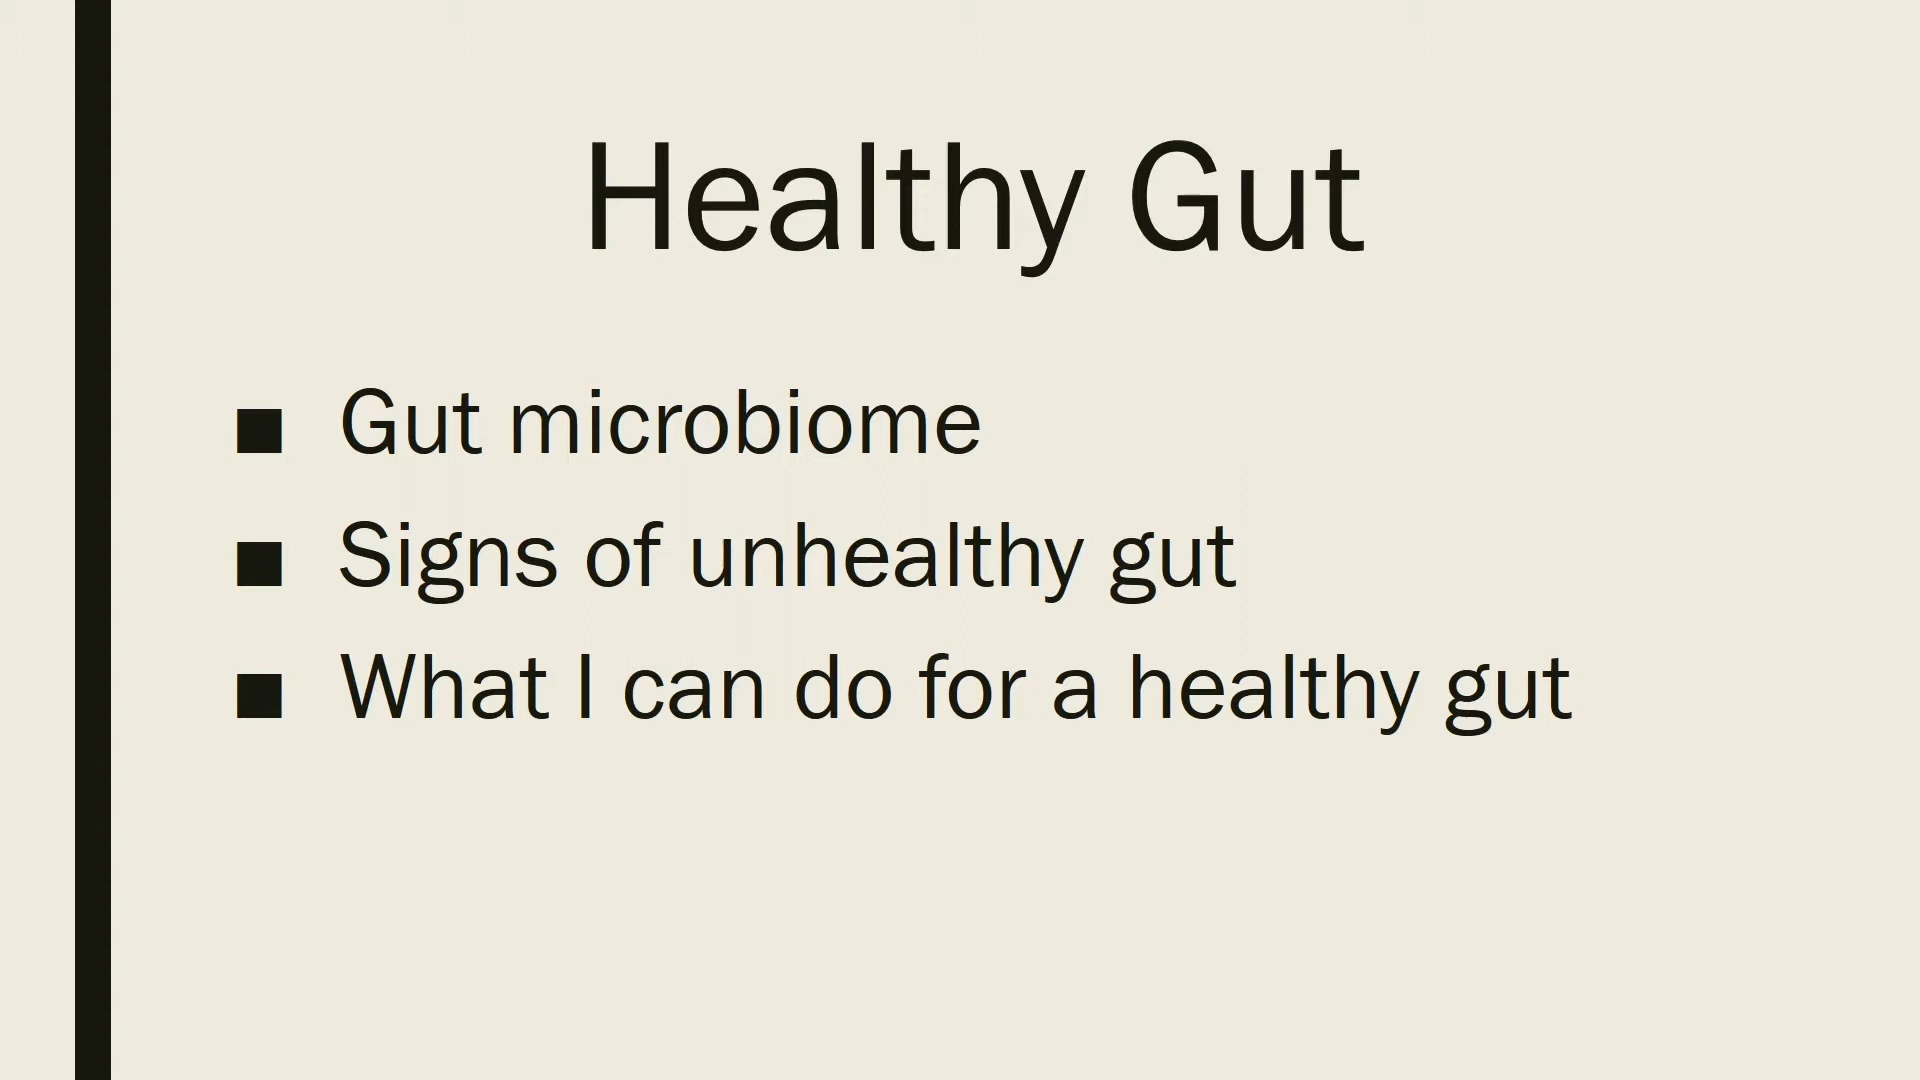 Healthy Gut
■ Gut microbiome
■ Signs of unhealthy gut
■ What I can do for a healthy gut